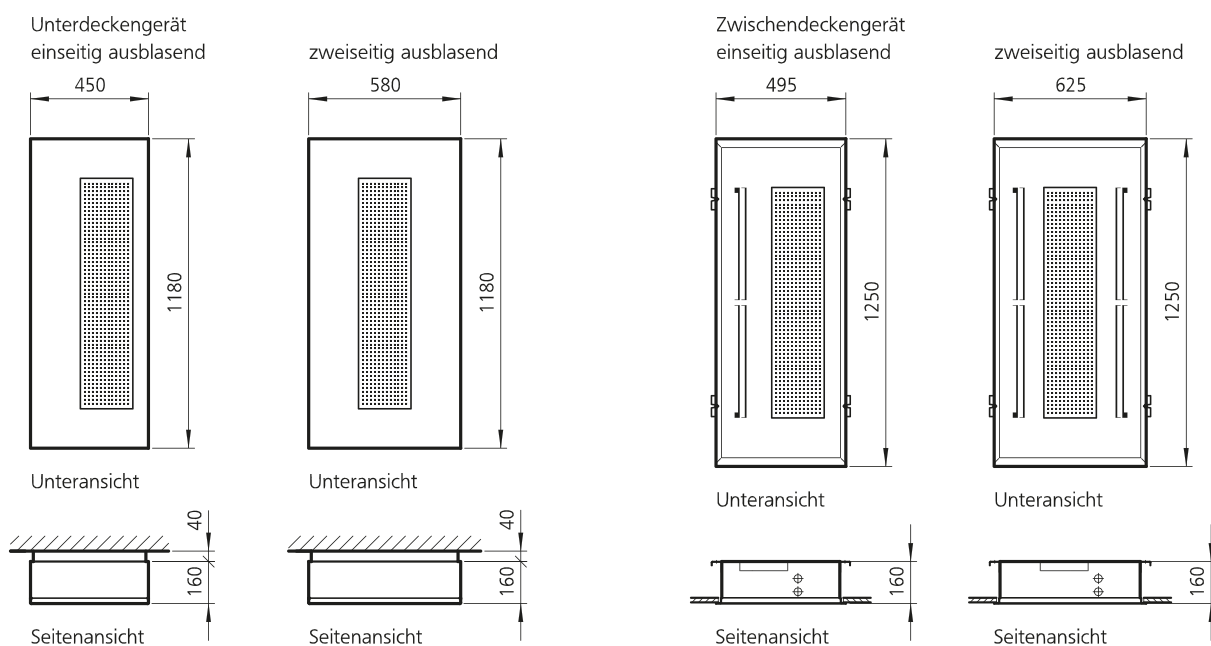 Unterdeckengerät
einseitig ausblasend
450
1180
Unteransicht
40
160
Seitenansicht
zweiseitig ausblasend
580
1180
Unteransicht
40
160
Seitenansicht
Zwischendeckengerät
einseitig ausblasend
495
1250
Unteransicht
160
Seitenansicht
zweiseitig ausblasend
625
1250
Unteransicht
160
Seitenansicht